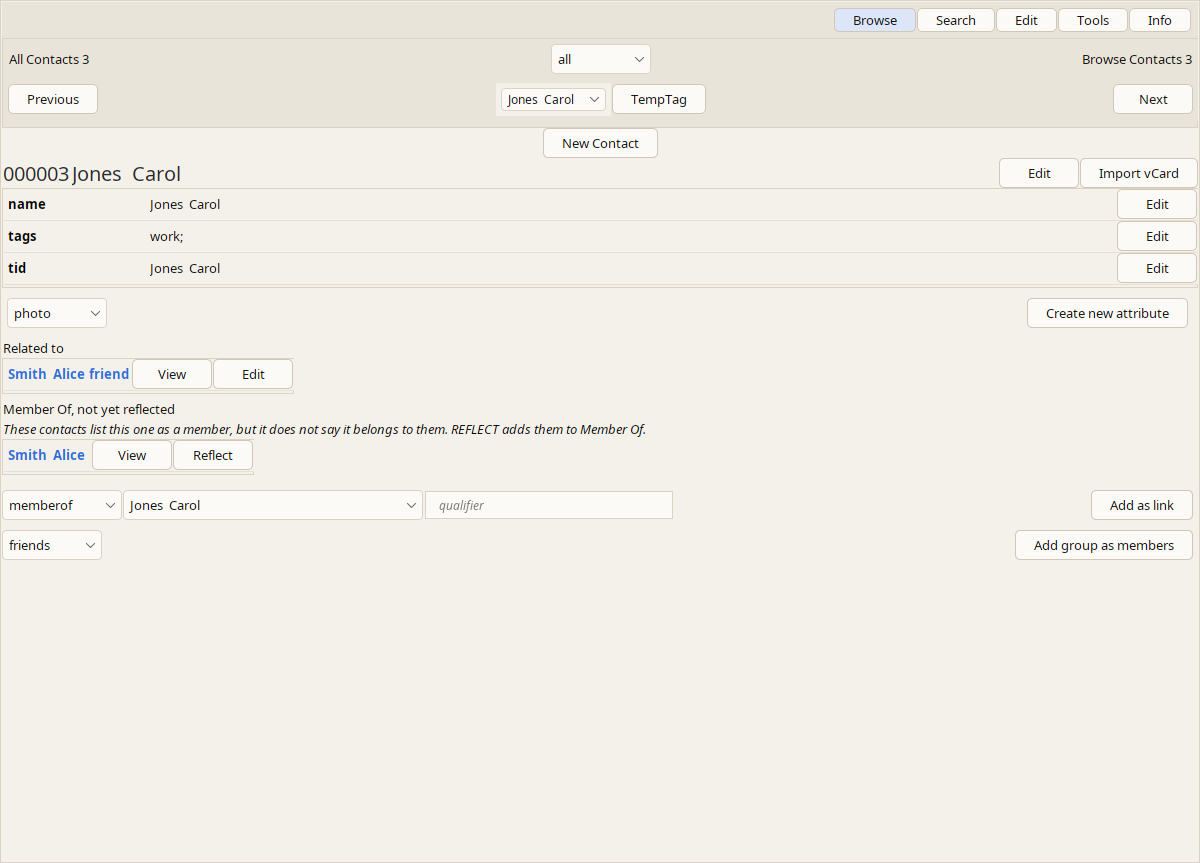 Browse Search Edit Tools Info
All Contacts 3 all Browse Contacts 3
Previous Jones Carol TempTag Next
New Contact
000003 Jones Carol Edit Import vCard
name Jones Carol Edit
tags work; Edit
tid Jones Carol Edit
photo Create new attribute
Related to
Smith Alice friend View Edit
Member Of, not yet reflected
These contacts list this one as a member, but it does not say it belongs to them. REFLECT adds them to Member Of.
Smith Alice View Reflect
memberof Jones Carol qualifier Add as link
friends Add group as members